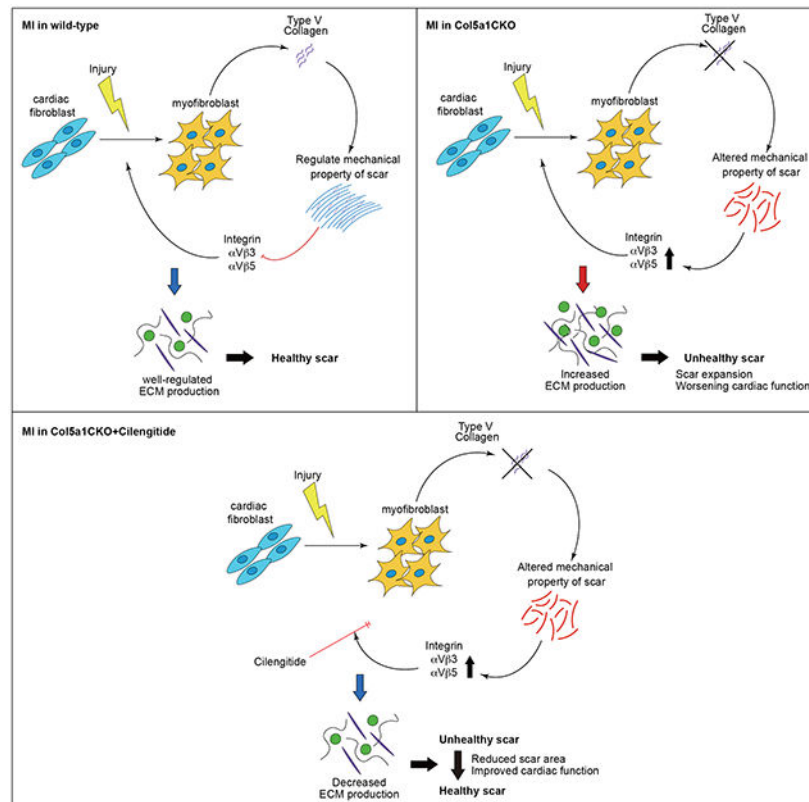 MI in wild-type
Type V
Collagen
Injury
cardiac
fibroblast
myofibroblast
Regulate mechanical
property of scar
Integrin
αVβ3
αVβ5
well-regulated
ECM production
Healthy scar
MI in Col5a1CKO
Type V
Collagen
Injury
cardiac
fibroblast
myofibroblast
Altered mechanical
property of scar
Integrin
αVβ3
αVβ5
Increased
ECM production
Unhealthy scar
Scar expansion
Worsening cardiac function
MI in Col5a1CKO+Cilengitide
Type V
Collagen
Injury
cardiac
fibroblast
myofibroblast
Altered mechanical
property of scar
Integrin
αVβ3
αVβ5
Cilengitide
Decreased
ECM production
Unhealthy scar
Reduced scar area
Improved cardiac function
Healthy scar